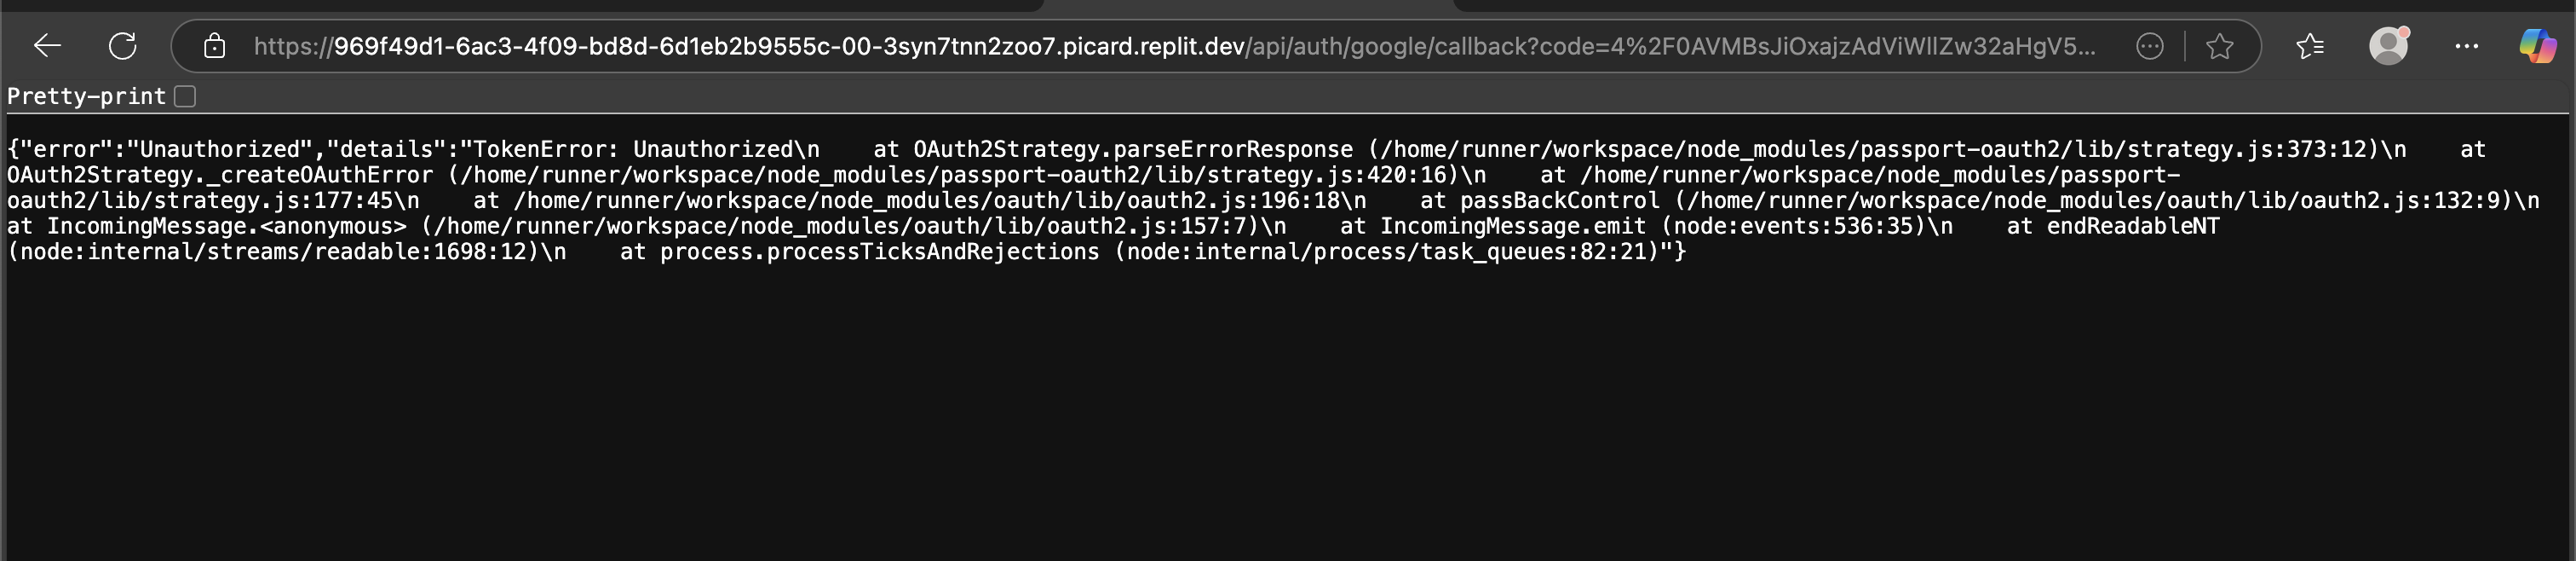 https://969f49d1-6ac3-4f09-bd8d-6d1eb2b9555c-00-3syn7tnn2zoo7.picard.replit.dev/api/auth/google/callback?code=4%2F0AVMBsJiOxajzAdViWllZw32aHgV5...
Pretty-print
{"error":"Unauthorized","details":"TokenError: Unauthorized\n    at OAuth2Strategy.parseErrorResponse (/home/runner/workspace/node_modules/passport-oauth2/lib/strategy.js:373:12)\n    at
OAuth2Strategy._createOAuthError (/home/runner/workspace/node_modules/passport-oauth2/lib/strategy.js:420:16)\n    at /home/runner/workspace/node_modules/passport-
oauth2/lib/strategy.js:177:45\n    at /home/runner/workspace/node_modules/oauth/lib/oauth2.js:196:18\n    at passBackControl (/home/runner/workspace/node_modules/oauth/lib/oauth2.js:132:9)\n
at IncomingMessage.<anonymous> (/home/runner/workspace/node_modules/oauth/lib/oauth2.js:157:7)\n    at IncomingMessage.emit (node:events:536:35)\n    at endReadableNT
(node:internal/streams/readable:1698:12)\n    at process.processTicksAndRejections (node:internal/process/task_queues:82:21)"}